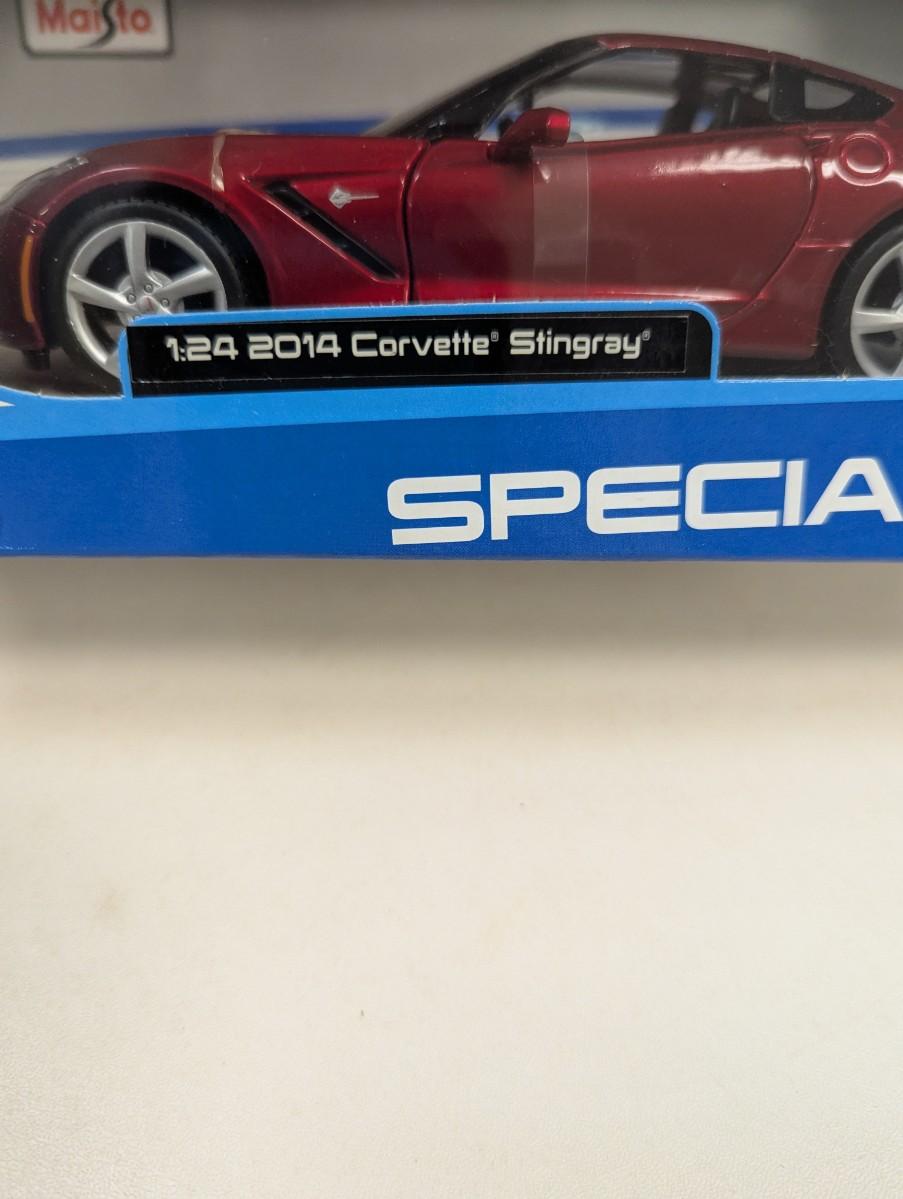 Maisto
1:24 2014 Corvette® Stingray®
SPECIA